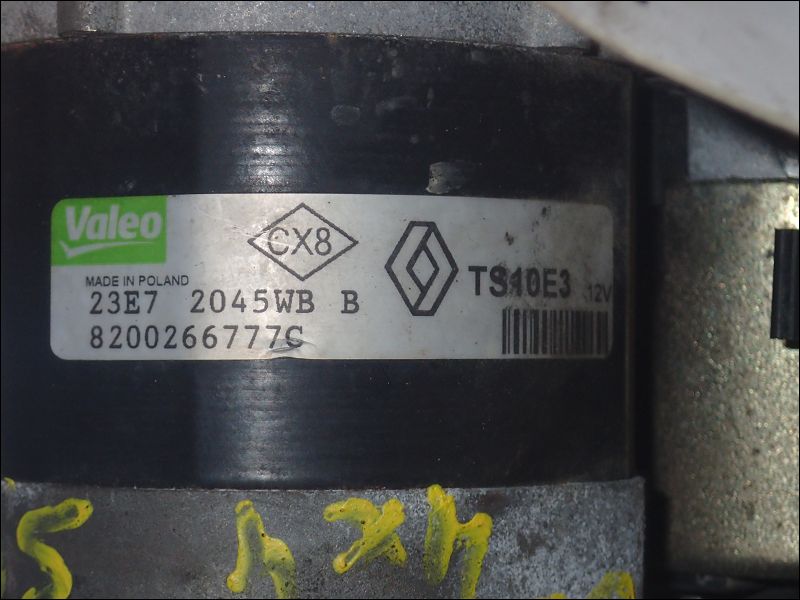 Valeo
CX8
MADE IN POLAND
23E7 2045WB B
8200266777C
TS10E3 12V